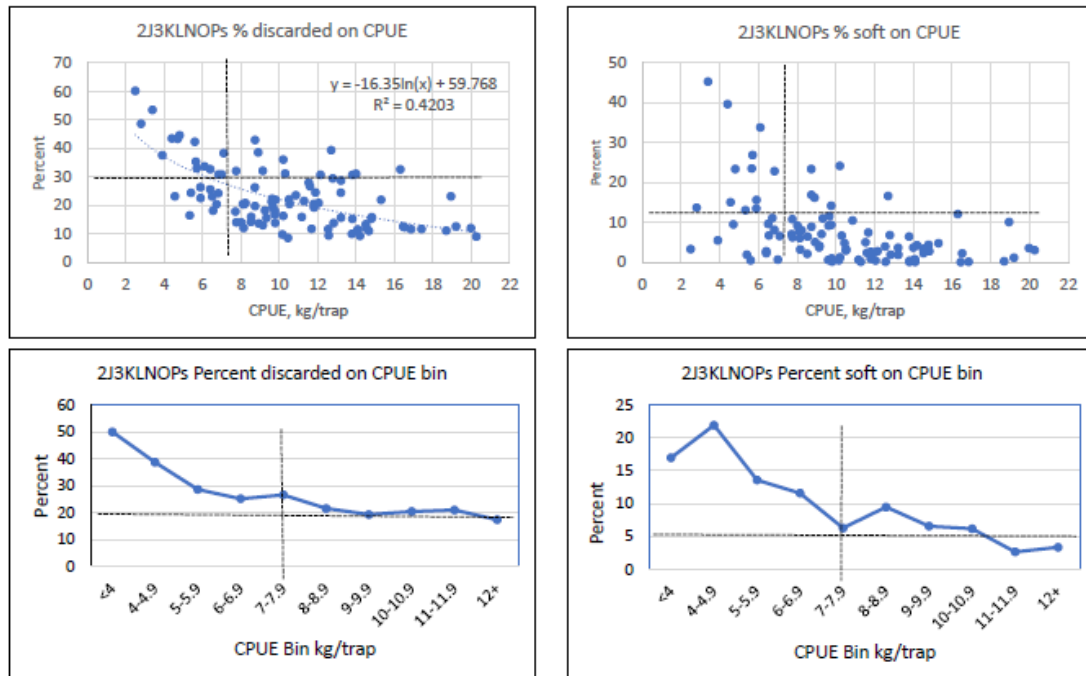 2J3KLNOPs % discarded on CPUE
70
60
50
40
30
20
10
0
Percent
y = -16.35ln(x) + 59.768
R² = 0.4203
0 2 4 6 8 10 12 14 16 18 20 22
CPUE, kg/trap
2J3KLNOPs % soft on CPUE
50
40
30
20
10
0
Percent
0 2 4 6 8 10 12 14 16 18 20 22
CPUE, kg/trap
2J3KLNOPs Percent discarded on CPUE bin
60
50
40
30
20
10
0
Percent
<4 4-4.9 5-5.9 6-6.9 7-7.9 8-8.9 9-9.9 10-10.9 11-11.9 12+
CPUE Bin kg/trap
2J3KLNOPs Percent soft on CPUE bin
25
20
15
10
5
0
Percent
<4 4-4.9 5-5.9 6-6.9 7-7.9 8-8.9 9-9.9 10-10.9 11-11.9 12+
CPUE Bin kg/trap